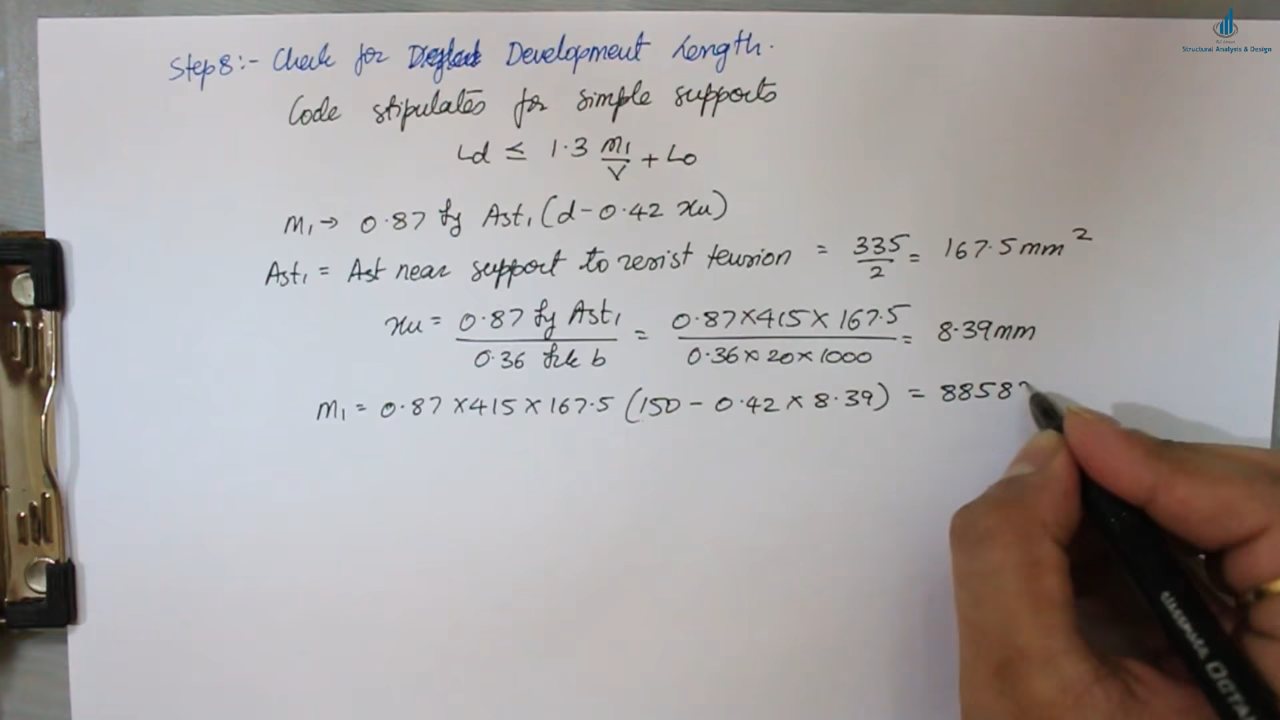 Structural Analysis & Design
Step 8:- Check for Development Length.
Code stipulates for simple supports
Ld ≤ 1.3 M1/V + Lo
M1 → 0.87 fy Ast1 (d - 0.42 xu)
Ast1 = Ast near support to resist tension = 335/2 = 167.5 mm²
xu = 0.87 fy Ast1 / 0.36 fck b = 0.87 × 415 × 167.5 / 0.36 × 20 × 1000 = 8.39 mm
M1 = 0.87 × 415 × 167.5 (150 - 0.42 × 8.39) = 8858